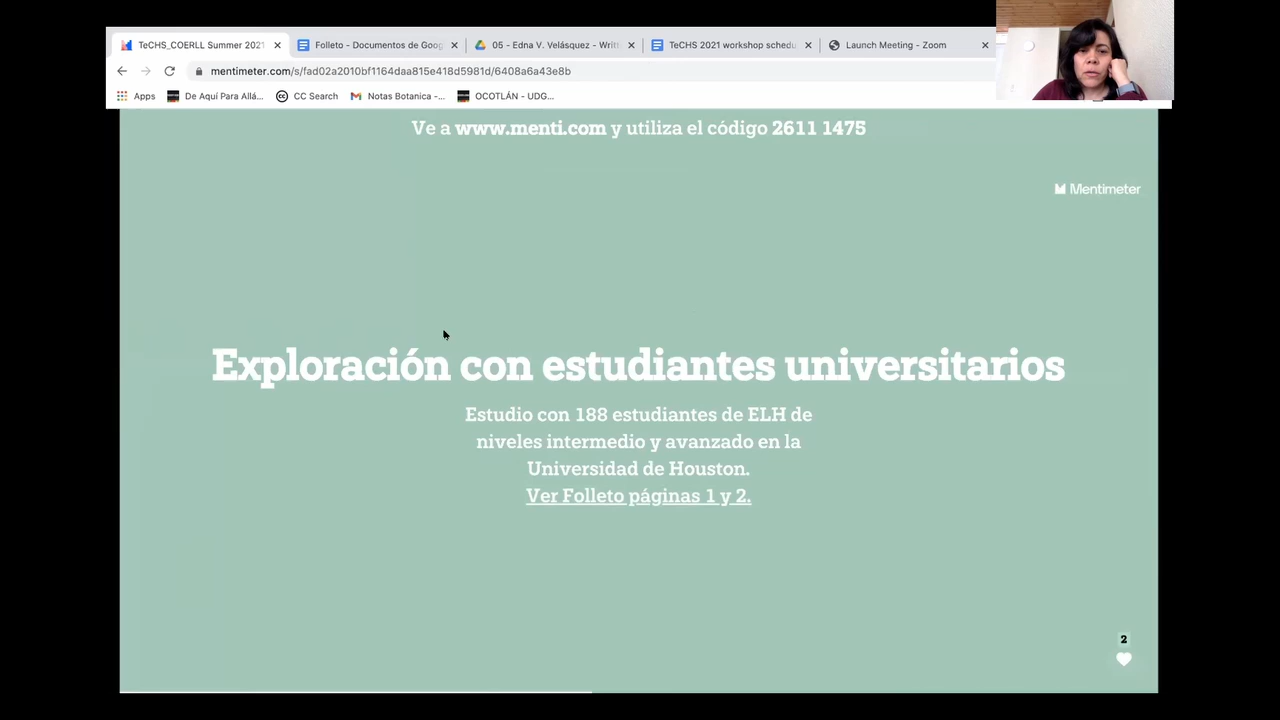 TeCHS_COERLL Summer 2021
Folleto - Documentos de Goog
05 - Edna V. Velásquez - Writt
TeCHS 2021 workshop schedu
Launch Meeting - Zoom
mentimeter.com/s/fad02a2010bf1164daa815e418d5981d/6408a6a43e8b
Apps
De Aquí Para Allá...
CC Search
Notas Botanica -...
OCOTLÁN - UDG...
Ve a www.menti.com y utiliza el código 2611 1475
Mentimeter
Exploración con estudiantes universitarios
Estudio con 188 estudiantes de ELH de
niveles intermedio y avanzado en la
Universidad de Houston.
Ver Folleto páginas 1 y 2.
2